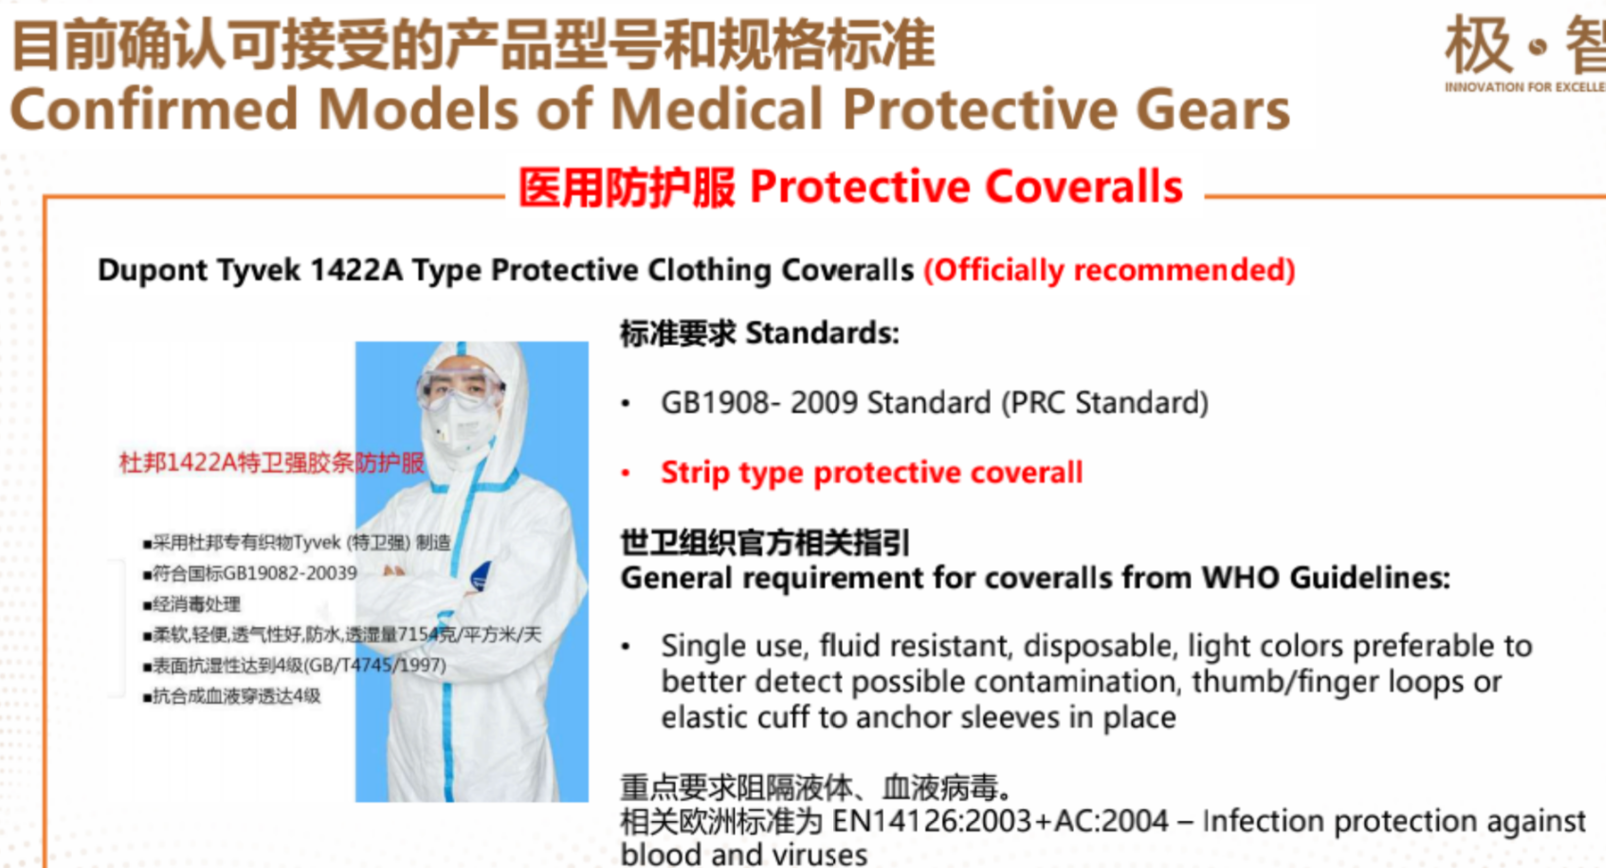 目前确认可接受的产品型号和规格标准
Confirmed Models of Medical Protective Gears
极·智
INNOVATION FOR EXCELLE
医用防护服 Protective Coveralls
Dupont Tyvek 1422A Type Protective Clothing Coveralls (Officially recommended)
杜邦1422A特卫强胶条防护服
■采用杜邦专有织物Tyvek (特卫强) 制造
■符合国标GB19082-20039
■经消毒处理
■柔软,轻便,透气性好,防水,透湿量7154克/平方米/天
■表面抗湿性达到4级(GB/T4745/1997)
■抗合成血液穿透达4级
标准要求 Standards:
• GB1908- 2009 Standard (PRC Standard)
• Strip type protective coverall
世卫组织官方相关指引
General requirement for coveralls from WHO Guidelines:
• Single use, fluid resistant, disposable, light colors preferable to
better detect possible contamination, thumb/finger loops or
elastic cuff to anchor sleeves in place
重点要求阻隔液体、血液病毒。
相关欧洲标准为 EN14126:2003+AC:2004 – Infection protection against
blood and viruses